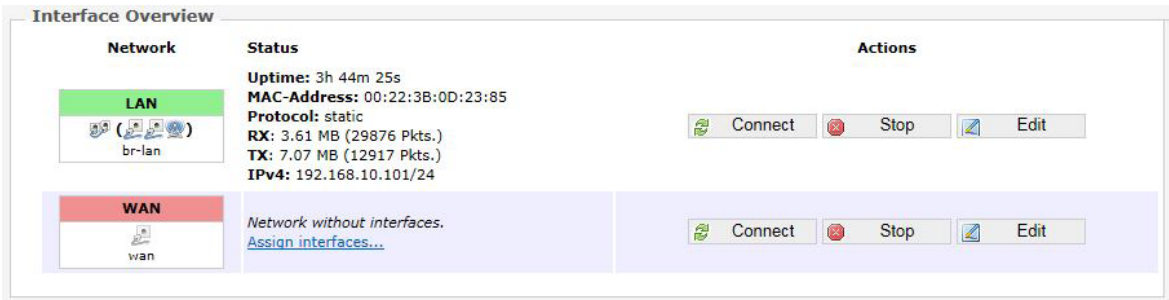 Interface Overview
Network Status Actions
LAN
( )
br-lan
Uptime: 3h 44m 25s
MAC-Address: 00:22:3B:0D:23:85
Protocol: static
RX: 3.61 MB (29876 Pkts.)
TX: 7.07 MB (12917 Pkts.)
IPv4: 192.168.10.101/24
Connect Stop Edit
WAN
wan
Network without interfaces.
Assign interfaces...
Connect Stop Edit